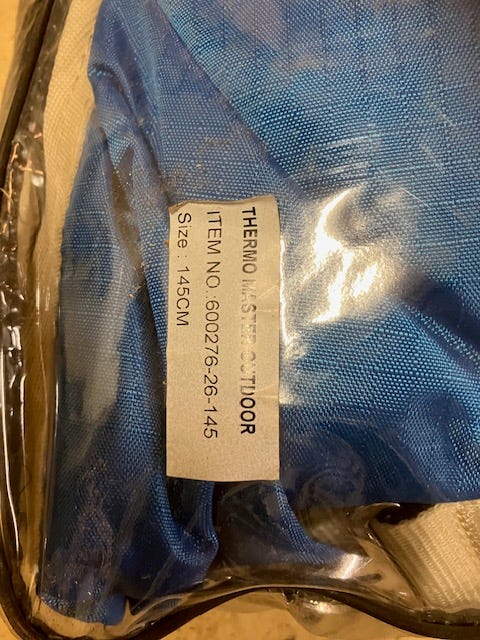 THERMO MASTER OUTDOOR
ITEM NO.:600276-26-145
Size : 145CM